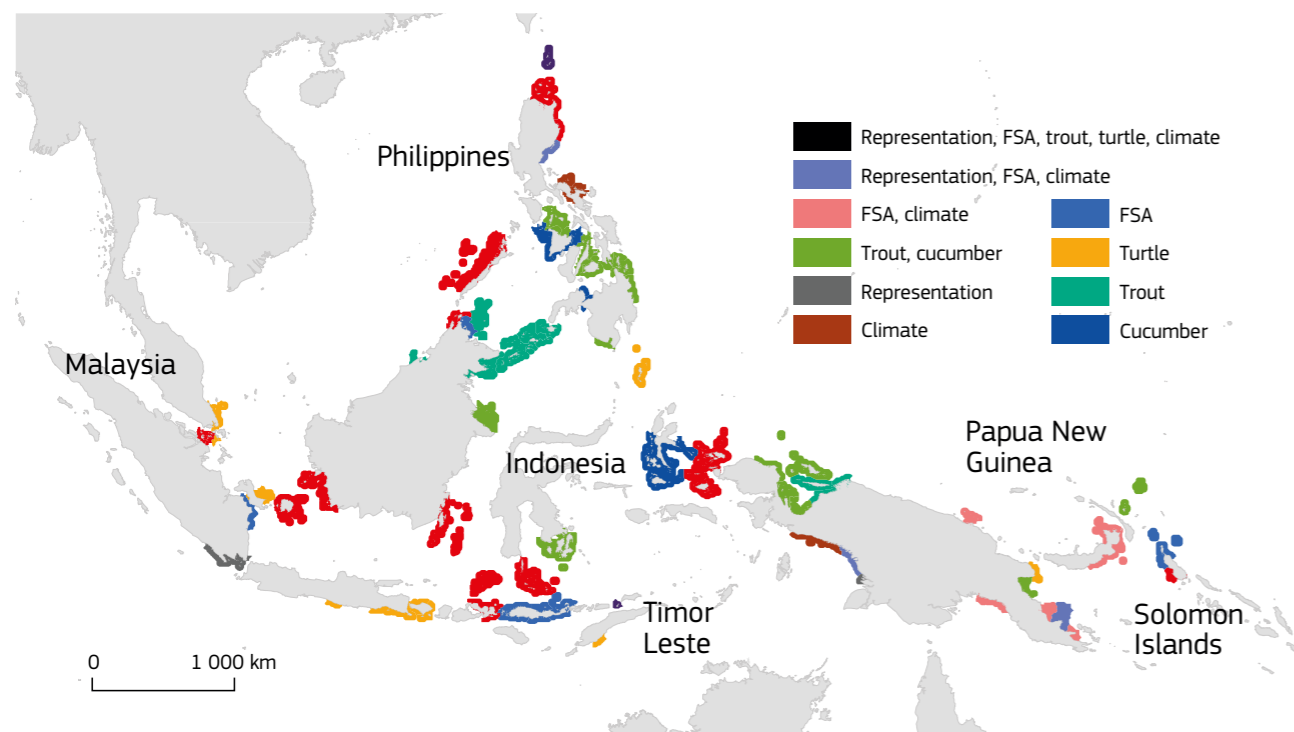 Philippines
Representation, FSA, trout, turtle, climate
Representation, FSA, climate
FSA, climate
FSA
Trout, cucumber
Turtle
Representation
Trout
Climate
Cucumber
Malaysia
Indonesia
Papua New
Guinea
Timor
Leste
Solomon
Islands
0 1 000 km